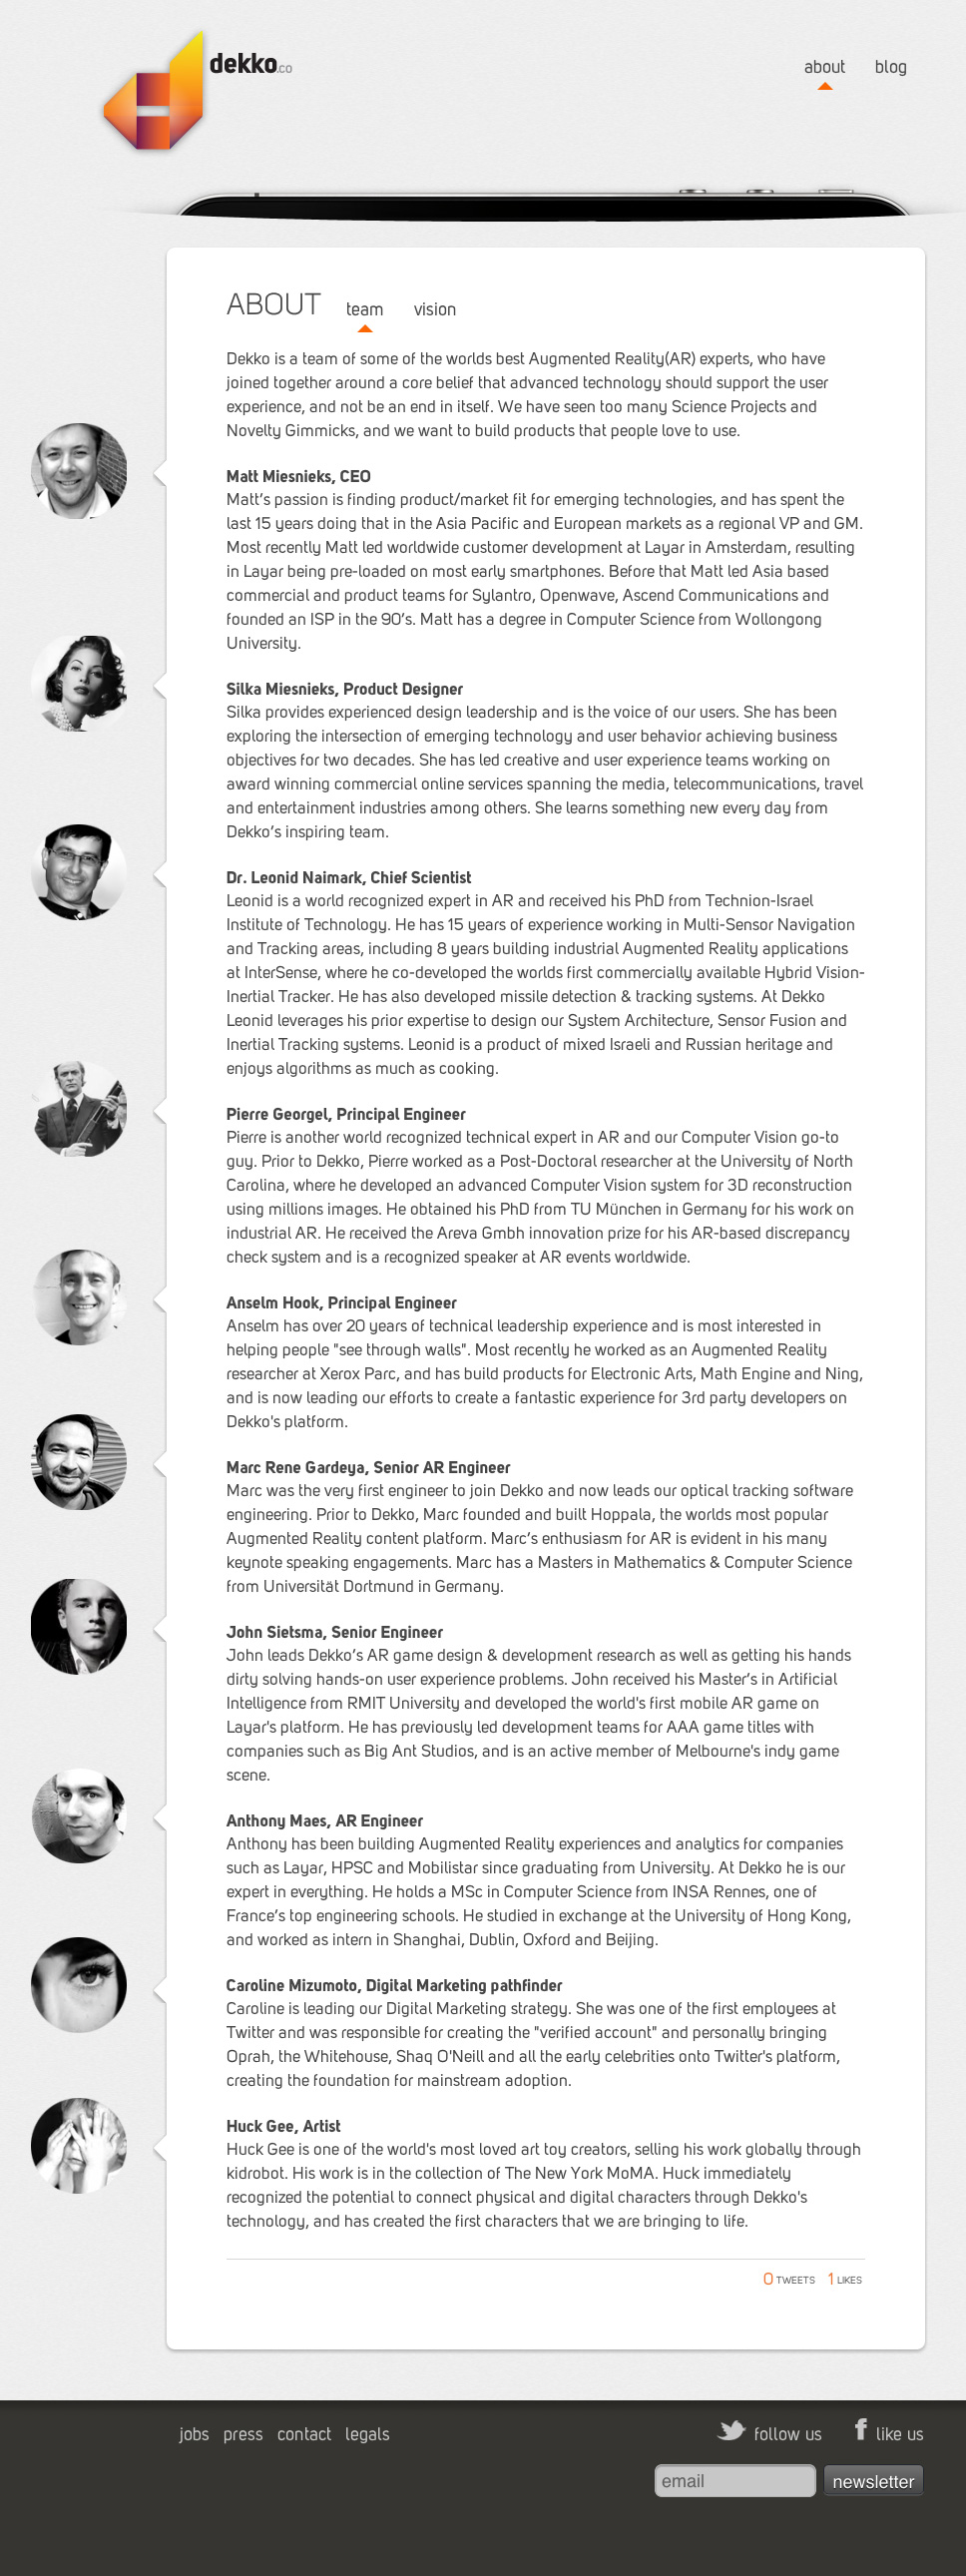 dekko.co
about blog
ABOUT team vision
Dekko is a team of some of the worlds best Augmented Reality(AR) experts, who have
joined together around a core belief that advanced technology should support the user
experience, and not be an end in itself. We have seen too many Science Projects and
Novelty Gimmicks, and we want to build products that people love to use.
Matt Miesnieks, CEO
Matt’s passion is finding product/market fit for emerging technologies, and has spent the
last 15 years doing that in the Asia Pacific and European markets as a regional VP and GM.
Most recently Matt led worldwide customer development at Layar in Amsterdam, resulting
in Layar being pre-loaded on most early smartphones. Before that Matt led Asia based
commercial and product teams for Sylantro, Openwave, Ascend Communications and
founded an ISP in the 90’s. Matt has a degree in Computer Science from Wollongong
University.
Silka Miesnieks, Product Designer
Silka provides experienced design leadership and is the voice of our users. She has been
exploring the intersection of emerging technology and user behavior achieving business
objectives for two decades. She has led creative and user experience teams working on
award winning commercial online services spanning the media, telecommunications, travel
and entertainment industries among others. She learns something new every day from
Dekko’s inspiring team.
Dr. Leonid Naimark, Chief Scientist
Leonid is a world recognized expert in AR and received his PhD from Technion-Israel
Institute of Technology. He has 15 years of experience working in Multi-Sensor Navigation
and Tracking areas, including 8 years building industrial Augmented Reality applications
at InterSense, where he co-developed the worlds first commercially available Hybrid Vision-
Inertial Tracker. He has also developed missile detection & tracking systems. At Dekko
Leonid leverages his prior expertise to design our System Architecture, Sensor Fusion and
Inertial Tracking systems. Leonid is a product of mixed Israeli and Russian heritage and
enjoys algorithms as much as cooking.
Pierre Georgel, Principal Engineer
Pierre is another world recognized technical expert in AR and our Computer Vision go-to
guy. Prior to Dekko, Pierre worked as a Post-Doctoral researcher at the University of North
Carolina, where he developed an advanced Computer Vision system for 3D reconstruction
using millions images. He obtained his PhD from TU München in Germany for his work on
industrial AR. He received the Areva Gmbh innovation prize for his AR-based discrepancy
check system and is a recognized speaker at AR events worldwide.
Anselm Hook, Principal Engineer
Anselm has over 20 years of technical leadership experience and is most interested in
helping people "see through walls". Most recently he worked as an Augmented Reality
researcher at Xerox Parc, and has build products for Electronic Arts, Math Engine and Ning,
and is now leading our efforts to create a fantastic experience for 3rd party developers on
Dekko's platform.
Marc Rene Gardeya, Senior AR Engineer
Marc was the very first engineer to join Dekko and now leads our optical tracking software
engineering. Prior to Dekko, Marc founded and built Hoppala, the worlds most popular
Augmented Reality content platform. Marc’s enthusiasm for AR is evident in his many
keynote speaking engagements. Marc has a Masters in Mathematics & Computer Science
from Universität Dortmund in Germany.
John Sietsma, Senior Engineer
John leads Dekko’s AR game design & development research as well as getting his hands
dirty solving hands-on user experience problems. John received his Master’s in Artificial
Intelligence from RMIT University and developed the world's first mobile AR game on
Layar's platform. He has previously led development teams for AAA game titles with
companies such as Big Ant Studios, and is an active member of Melbourne's indy game
scene.
Anthony Maes, AR Engineer
Anthony has been building Augmented Reality experiences and analytics for companies
such as Layar, HPSC and Mobilistar since graduating from University. At Dekko he is our
expert in everything. He holds a MSc in Computer Science from INSA Rennes, one of
France’s top engineering schools. He studied in exchange at the University of Hong Kong,
and worked as intern in Shanghai, Dublin, Oxford and Beijing.
Caroline Mizumoto, Digital Marketing pathfinder
Caroline is leading our Digital Marketing strategy. She was one of the first employees at
Twitter and was responsible for creating the "verified account" and personally bringing
Oprah, the Whitehouse, Shaq O'Neill and all the early celebrities onto Twitter's platform,
creating the foundation for mainstream adoption.
Huck Gee, Artist
Huck Gee is one of the world's most loved art toy creators, selling his work globally through
kidrobot. His work is in the collection of The New York MoMA. Huck immediately
recognized the potential to connect physical and digital characters through Dekko's
technology, and has created the first characters that we are bringing to life.
0 TWEETS 1 LIKES
jobs press contact legals follow us like us
email newsletter